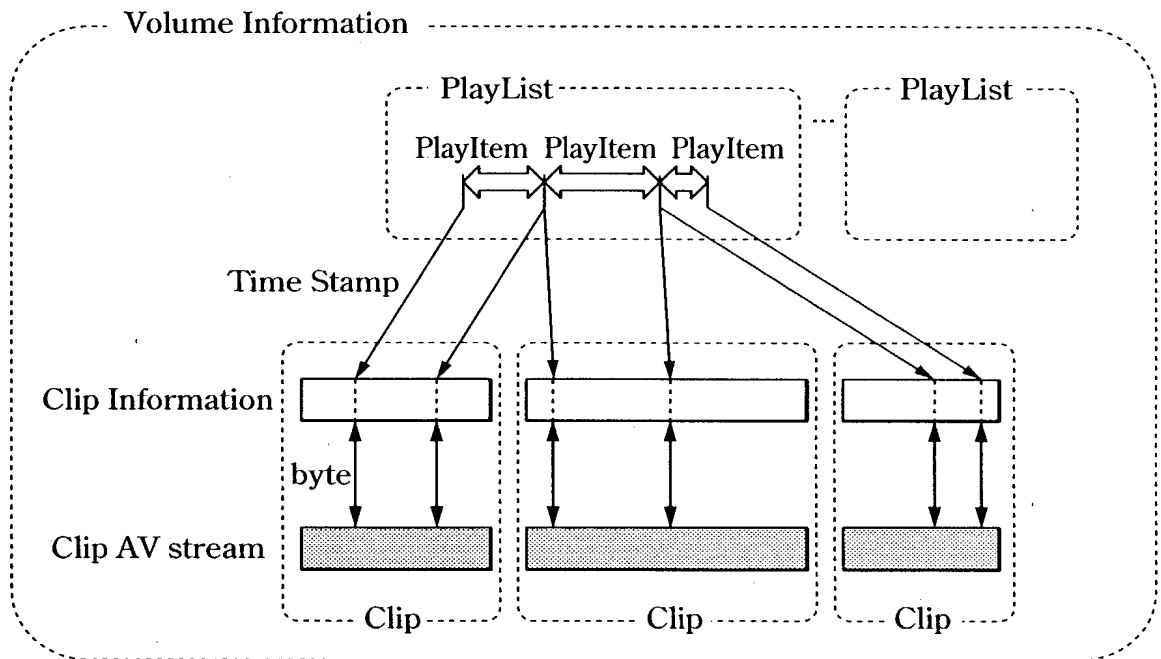 Volume Information
PlayList
PlayList
PlayItem PlayItem PlayItem
Time Stamp
Clip Information
byte
Clip AV stream
Clip
Clip
Clip